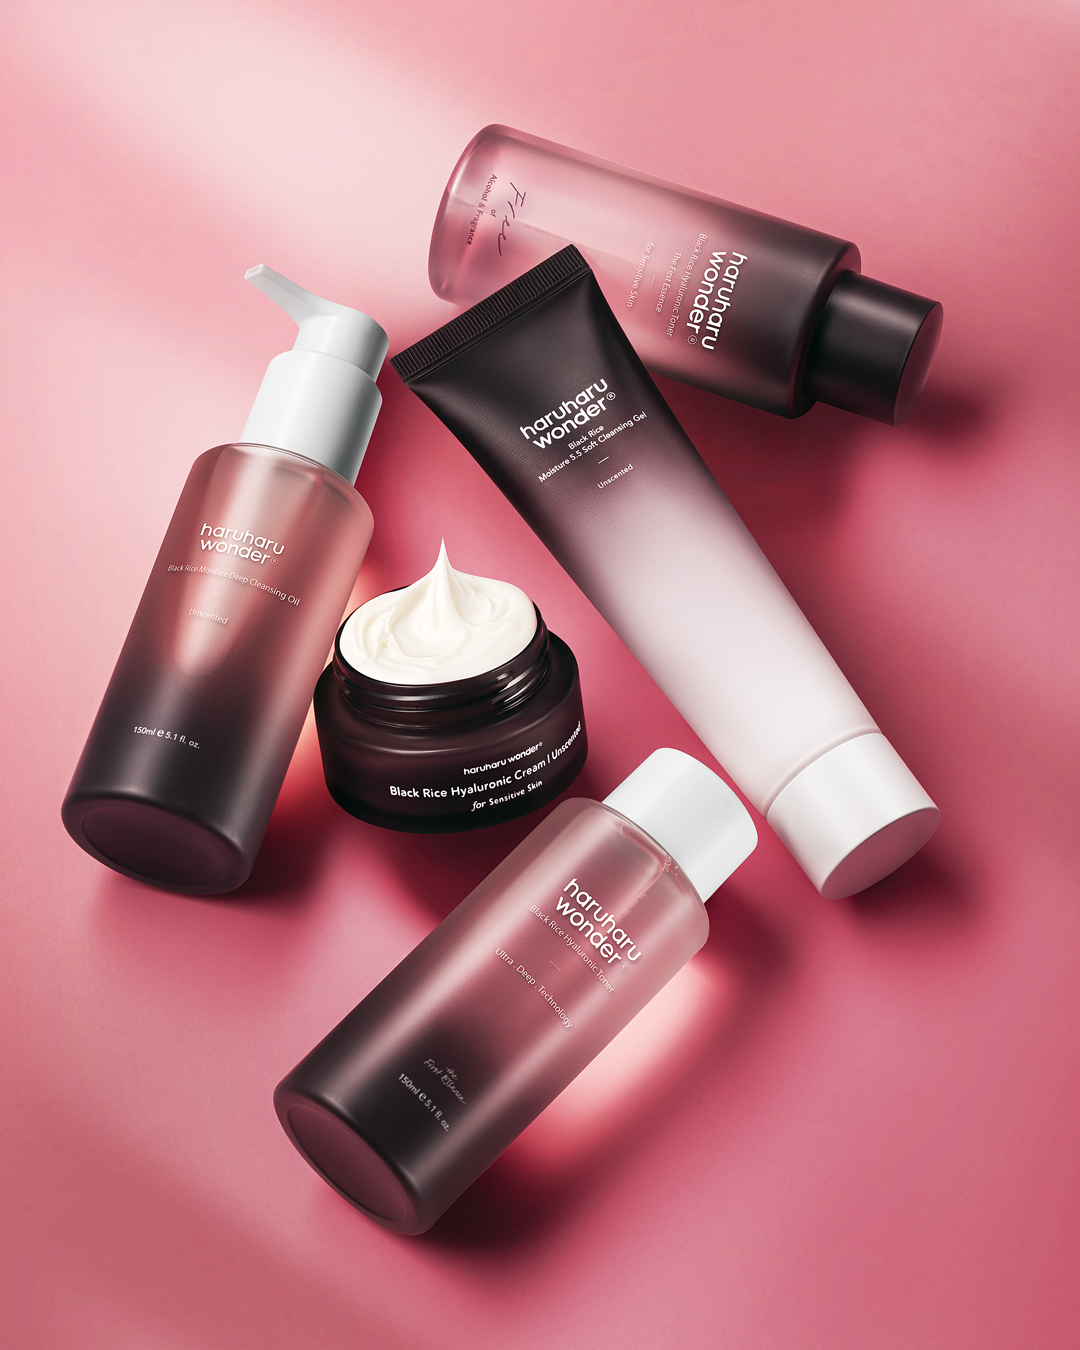 Free
of
Alcohol & Fragrance
haruharu
wonder®
Black Rice Hyaluronic Toner
The First Essence
for Sensitive Skin
haruharu
wonder®
Black Rice
Moisture 5.5 Soft Cleansing Gel
Unscented
haruharu
wonder®
Black Rice Moisture Deep Cleansing Oil
Unscented
150ml e 5.1 fl. oz.
haruharu wonder®
Black Rice Hyaluronic Cream | Unscented
for Sensitive Skin
haruharu
wonder®
Black Rice Hyaluronic Toner
Ultra . Deep . Technology
the
First Essence
150ml e 5.1 fl. oz.